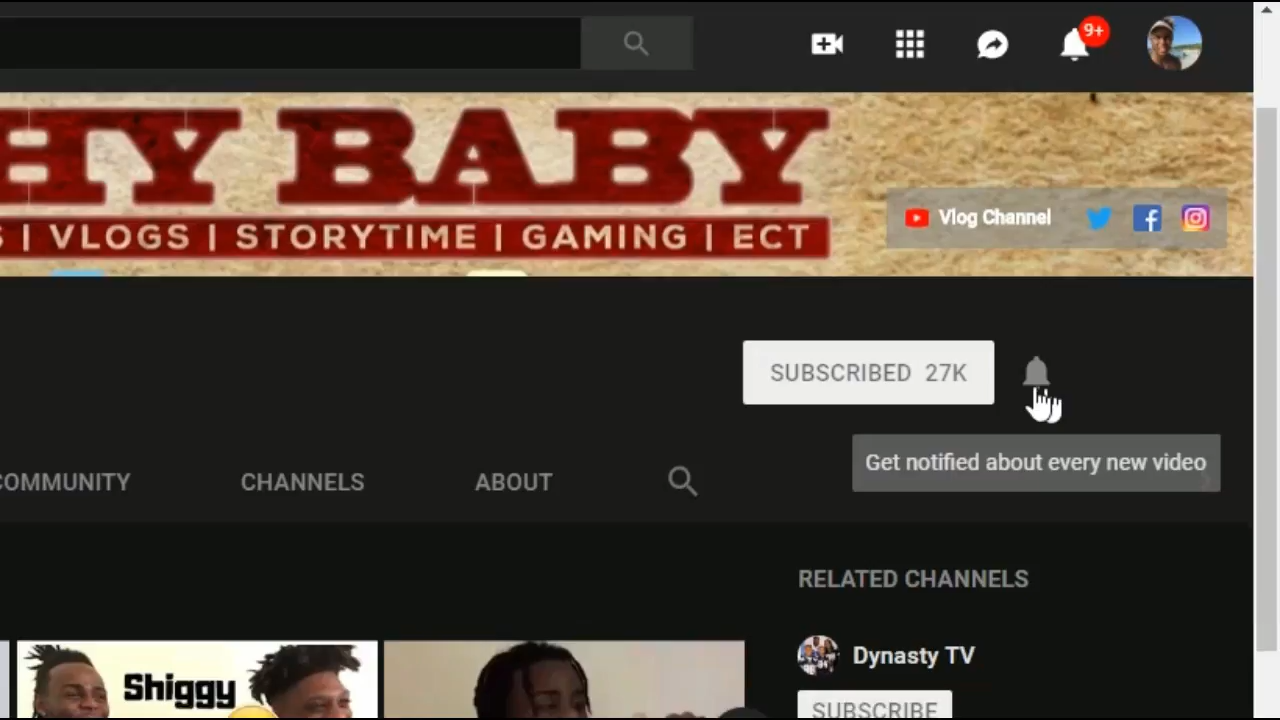 9+
HY BABY
S | VLOGS | STORYTIME | GAMING | ECT
Vlog Channel
SUBSCRIBED 27K
Get notified about every new video
COMMUNITY CHANNELS ABOUT
RELATED CHANNELS
Dynasty TV
Shiggy
SUBSCRIBE